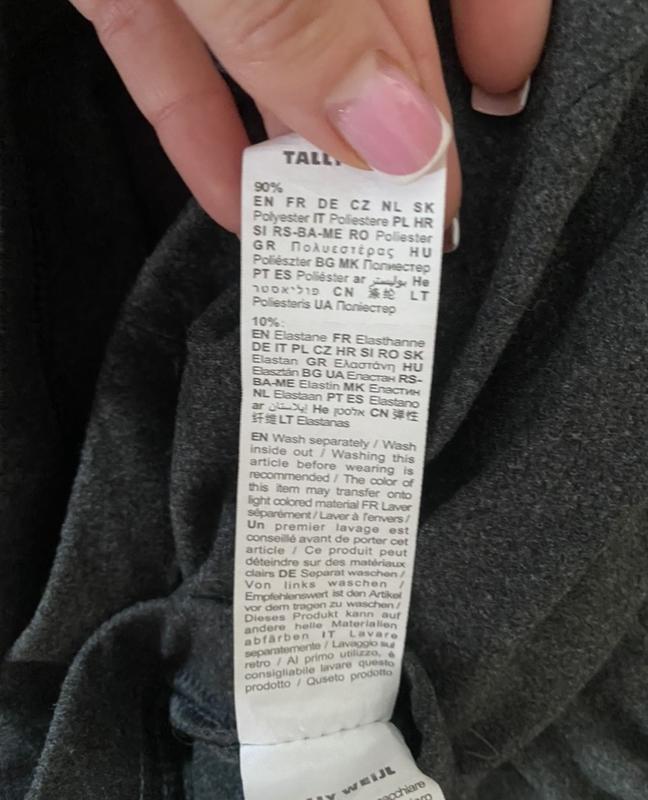 TALLY
90%
EN FR DE CZ NL SK
Polyester IT Poliestere PL HR
SI RS-BA-ME RO Poliester
GR Πολυεστέρας HU
Poliészter BG MK Полиестер
PT ES Poliéster ar بوليستر He
פוליאסטר CN 涤纶 LT
Poliesteris UA Поліестер
10%:
EN Elastane FR Elasthanne
DE IT PL CZ HR SI RO SK
Elastan GR Ελαστάνη HU
Elasztán BG UA Еластан RS-
BA-ME Elastin MK Еластин
NL Elastaan PT ES Elastano
ar إيلاستان He אלסטן CN 弹性
纤维 LT Elastanas
EN Wash separately / Wash
inside out / Washing this
article before wearing is
recommended / The color of
this item may transfer onto
light colored material FR Laver
séparément / Laver à l'envers /
Un premier lavage est
conseillé avant de porter cet
article / Ce produit peut
déteindre sur des matériaux
clairs DE Separat waschen /
Von links waschen /
Empfehlenswert ist den Artikel
vor dem tragen zu waschen /
Dieses Produkt kann auf
andere helle Materialien
abfärben IT Lavare
separatemente / Lavaggio sul
retro / Al primo utilizzo, è
consigliabile lavare questo
prodotto / Quseto prodotto
LY WEIJL